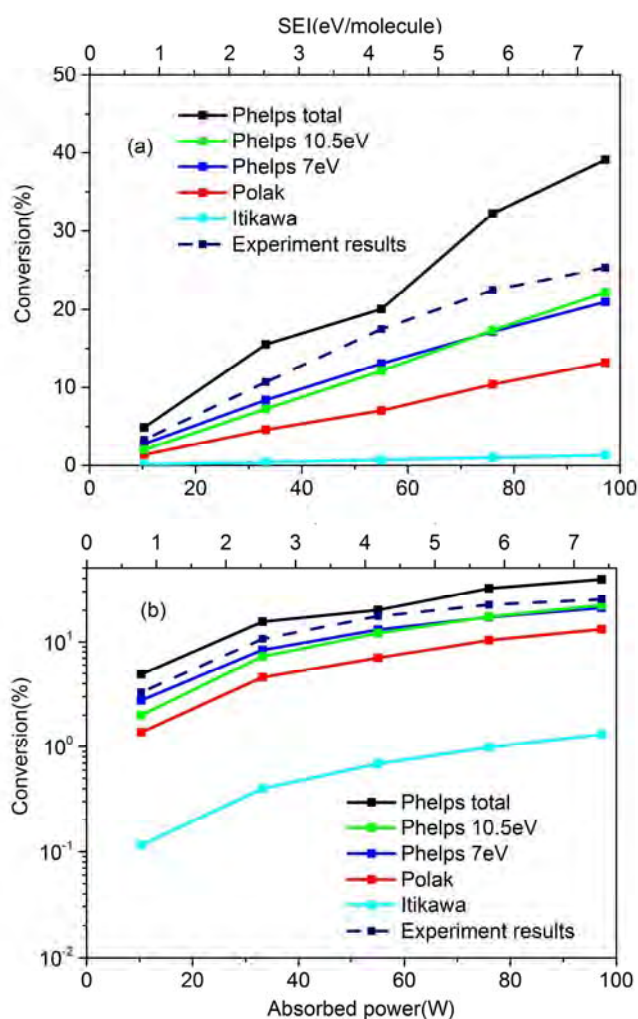 SEI(eV/molecule)
0 1 2 3 4 5 6 7
50
40
30
20
10
0
Conversion(%)
(a)
Phelps total
Phelps 10.5eV
Phelps 7eV
Polak
Itikawa
Experiment results
0 20 40 60 80 100
0 1 2 3 4 5 6 7
10^1
10^0
10^-1
10^-2
Conversion(%)
(b)
Phelps total
Phelps 10.5eV
Phelps 7eV
Polak
Itikawa
Experiment results
0 20 40 60 80 100
Absorbed power(W)